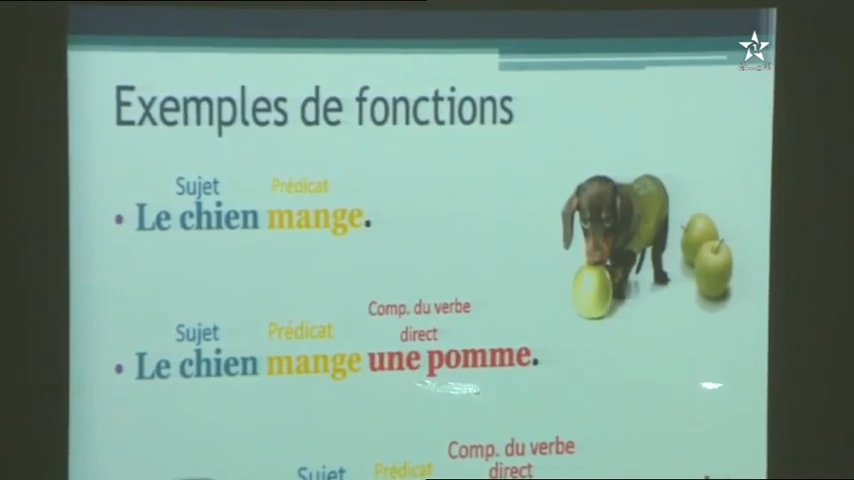 Exemples de fonctions
Sujet Prédicat
• Le chien mange.
Comp. du verbe
Sujet Prédicat direct
• Le chien mange une pomme.
Comp. du verbe
Sujet Prédicat direct